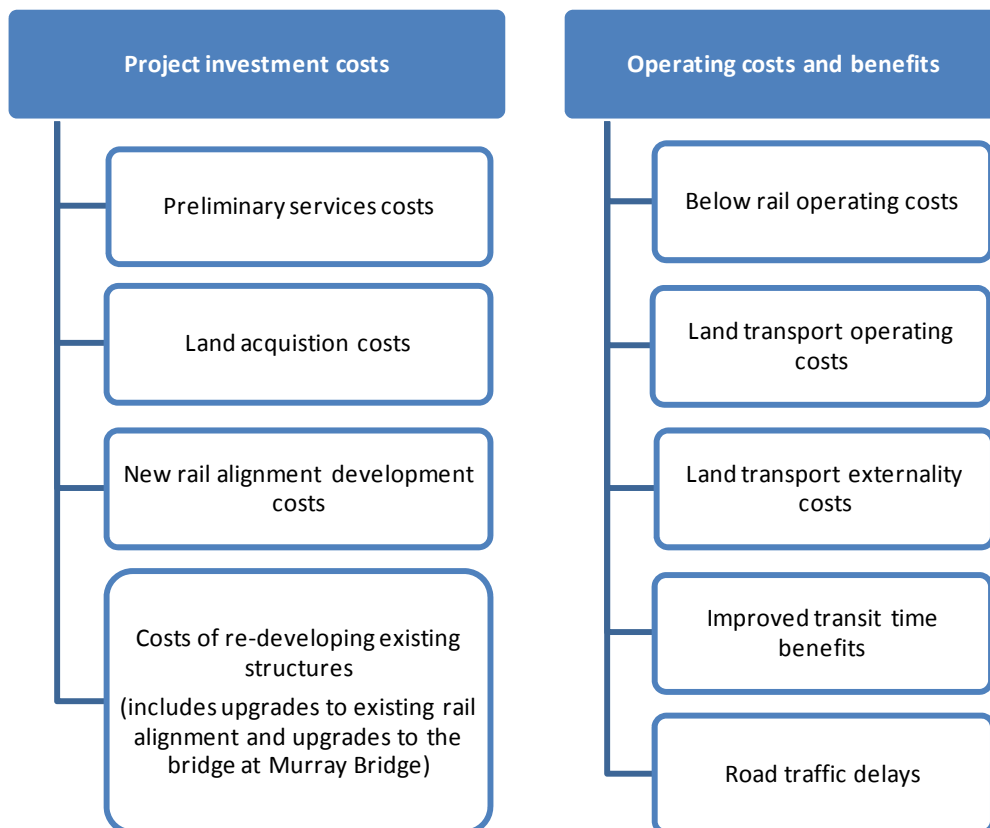 Project investment costs
Preliminary services costs
Land acquistion costs
New rail alignment development
costs
Costs of re-developing existing
structures
(includes upgrades to existing rail
alignment and upgrades to the
bridge at Murray Bridge)
Operating costs and benefits
Below rail operating costs
Land transport operating
costs
Land transport externality
costs
Improved transit time
benefits
Road traffic delays